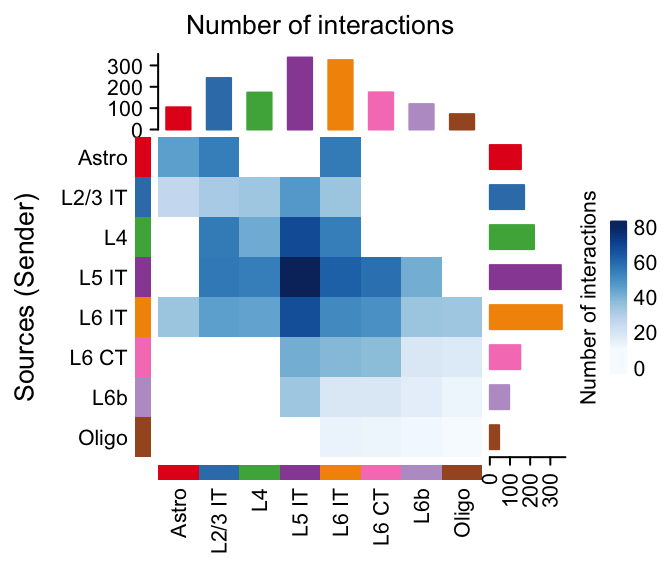 Number of interactions
300
200
100
0
Astro
L2/3 IT
L4
L5 IT
L6 IT
L6 CT
L6b
Oligo
Sources (Sender)
Astro
L2/3 IT
L4
L5 IT
L6 IT
L6 CT
L6b
Oligo
0
100
200
300
Number of interactions
80
60
40
20
0